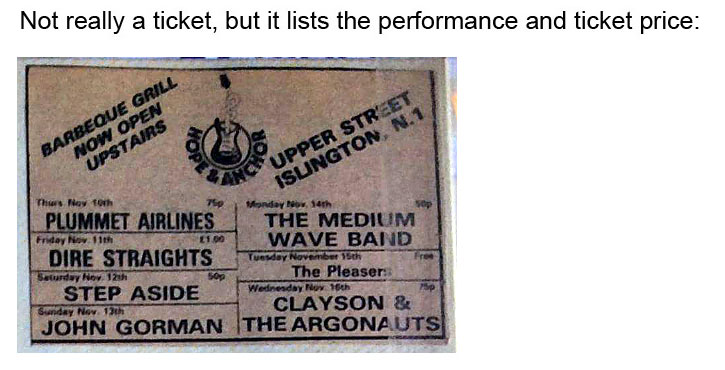 Not really a ticket, but it lists the performance and ticket price:
BARBEQUE GRILL
NOW OPEN
UPSTAIRS
HOPE & ANCHOR
UPPER STREET
ISLINGTON, N.1
Thurs Nov 10th 75p
PLUMMET AIRLINES
Friday Nov 11th £1.00
DIRE STRAIGHTS
Saturday Nov. 12th 50p
STEP ASIDE
Sunday Nov. 13th
JOHN GORMAN
Monday Nov. 14th 50p
THE MEDIUM
WAVE BAND
Tuesday November 15th Free
The Pleasers
Wednesday Nov. 16th 75p
CLAYSON &
THE ARGONAUTS